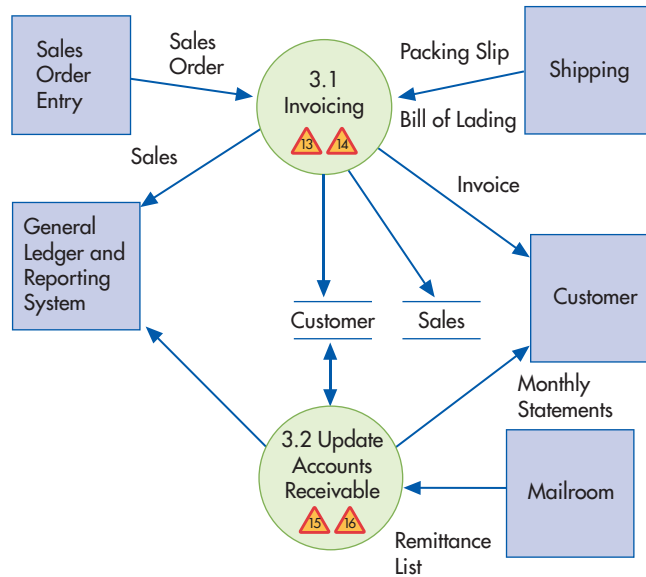 Sales
Order
Entry
Sales
Order
3.1
Invoicing
13 14
Packing Slip
Bill of Lading
Shipping
Sales
Invoice
General
Ledger and
Reporting
System
Customer
Sales
Customer
Monthly
Statements
3.2 Update
Accounts
Receivable
15 16
Mailroom
Remittance
List